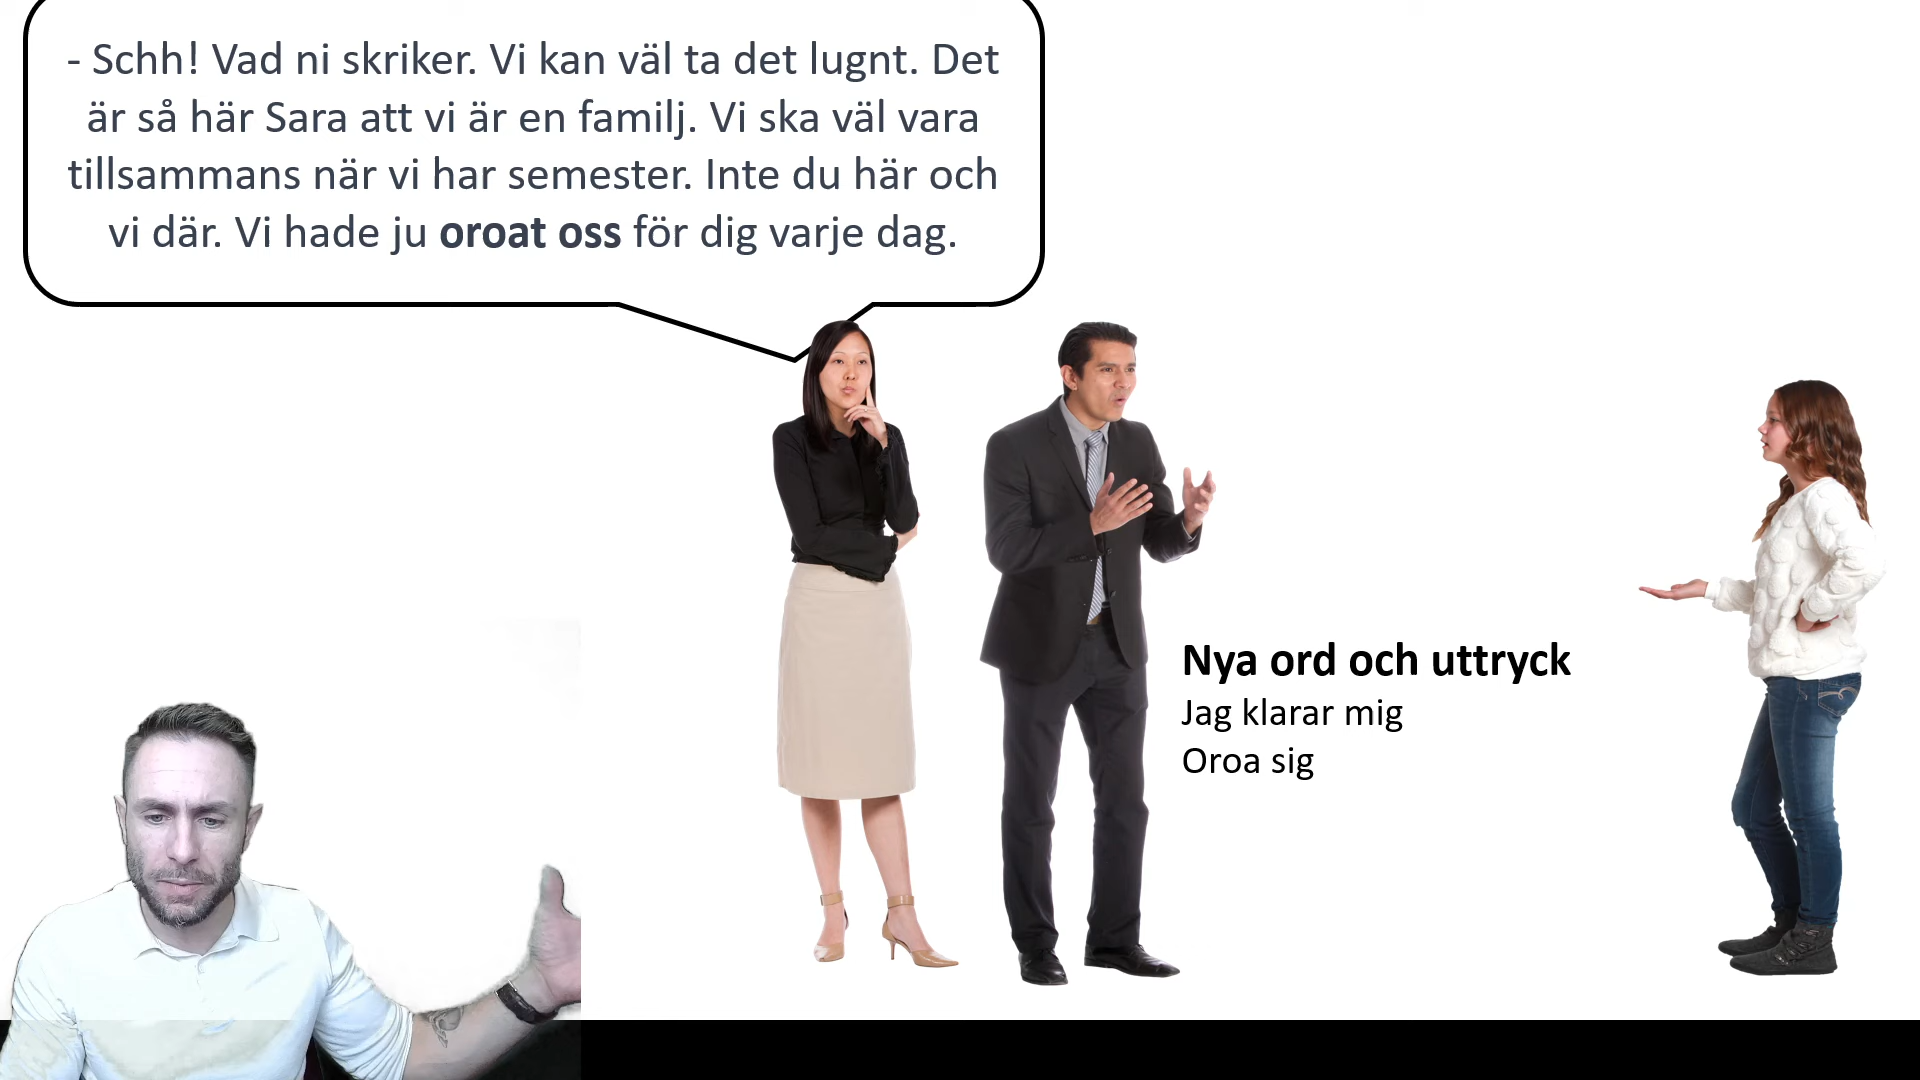 - Schh! Vad ni skriker. Vi kan väl ta det lugnt. Det
är så här Sara att vi är en familj. Vi ska väl vara
tillsammans när vi har semester. Inte du här och
vi där. Vi hade ju oroat oss för dig varje dag.
Nya ord och uttryck
Jag klarar mig
Oroa sig